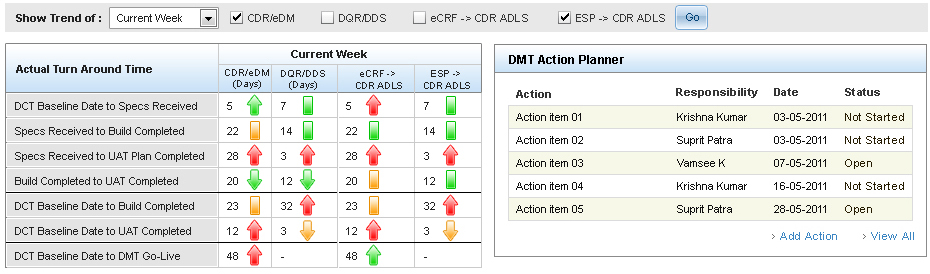 Show Trend of : Current Week CDR/eDM DQR/DDS eCRF -> CDR ADLS ESP -> CDR ADLS Go
Actual Turn Around Time
Current Week
CDR/eDM (Days) DQR/DDS (Days) eCRF -> CDR ADLS ESP -> CDR ADLS
DCT Baseline Date to Specs Received 5 7 5 7
Specs Received to Build Completed 22 14 22 14
Specs Received to UAT Plan Completed 28 3 28 3
Build Completed to UAT Completed 20 12 20 12
DCT Baseline Date to Build Completed 23 32 23 32
DCT Baseline Date to UAT Completed 12 3 12 3
DCT Baseline Date to DMT Go-Live 48 - 48 -
DMT Action Planner
Action Responsibility Date Status
Action item 01 Krishna Kumar 03-05-2011 Not Started
Action item 02 Suprit Patra 03-05-2011 Not Started
Action item 03 Vamsee K 07-05-2011 Open
Action item 04 Krishna Kumar 16-05-2011 Not Started
Action item 05 Suprit Patra 28-05-2011 Open
› Add Action › View All